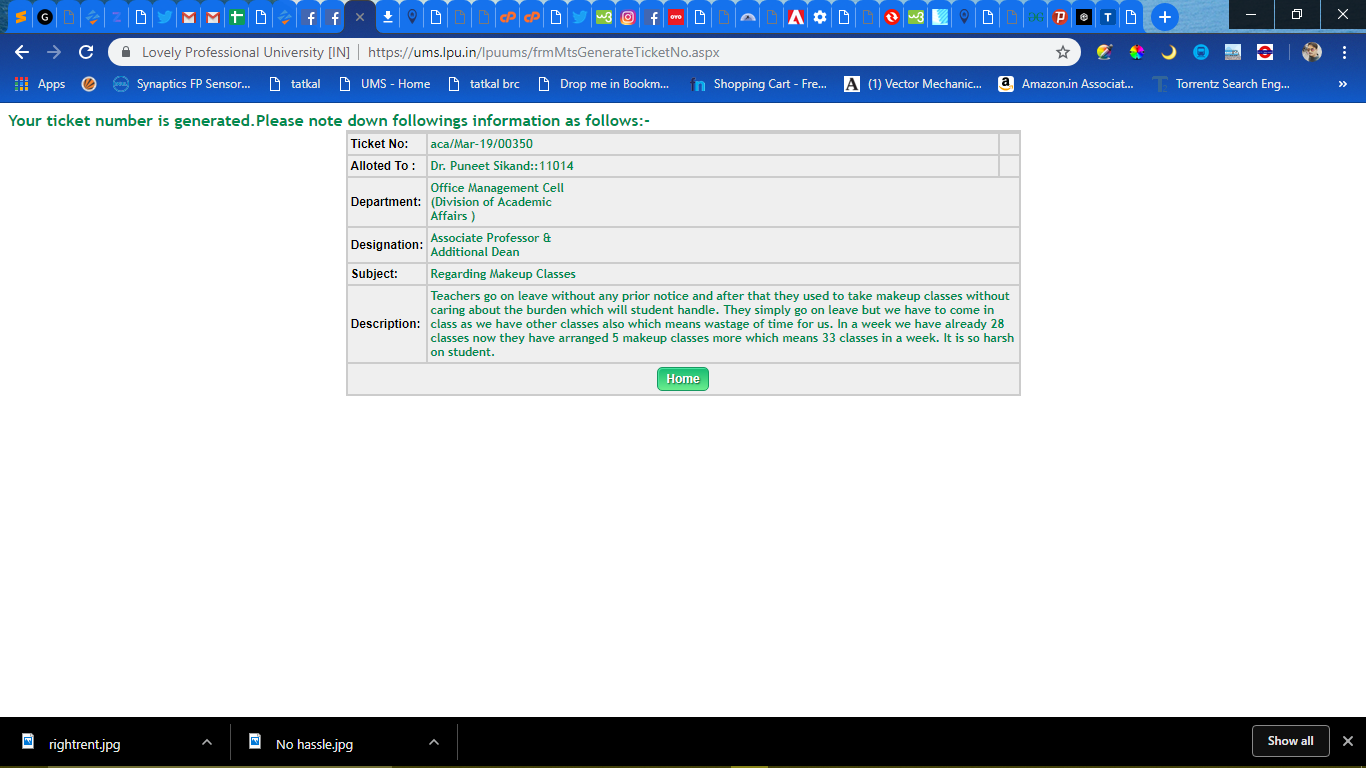 Lovely Professional University [IN] | https://ums.lpu.in/lpuums/frmMtsGenerateTicketNo.aspx
Apps Synaptics FP Sensor... tatkal UMS - Home tatkal brc Drop me in Bookm... Shopping Cart - Fre... (1) Vector Mechanic... Amazon.in Associat... Torrentz Search Eng... »
Your ticket number is generated.Please note down followings information as follows:-
Ticket No: aca/Mar-19/00350
Alloted To : Dr. Puneet Sikand::11014
Department: Office Management Cell
(Division of Academic
Affairs )
Designation: Associate Professor &
Additional Dean
Subject: Regarding Makeup Classes
Description: Teachers go on leave without any prior notice and after that they used to take makeup classes without
caring about the burden which will student handle. They simply go on leave but we have to come in
class as we have other classes also which means wastage of time for us. In a week we have already 28
classes now they have arranged 5 makeup classes more which means 33 classes in a week. It is so harsh
on student.
Home
rightrent.jpg No hassle.jpg Show all